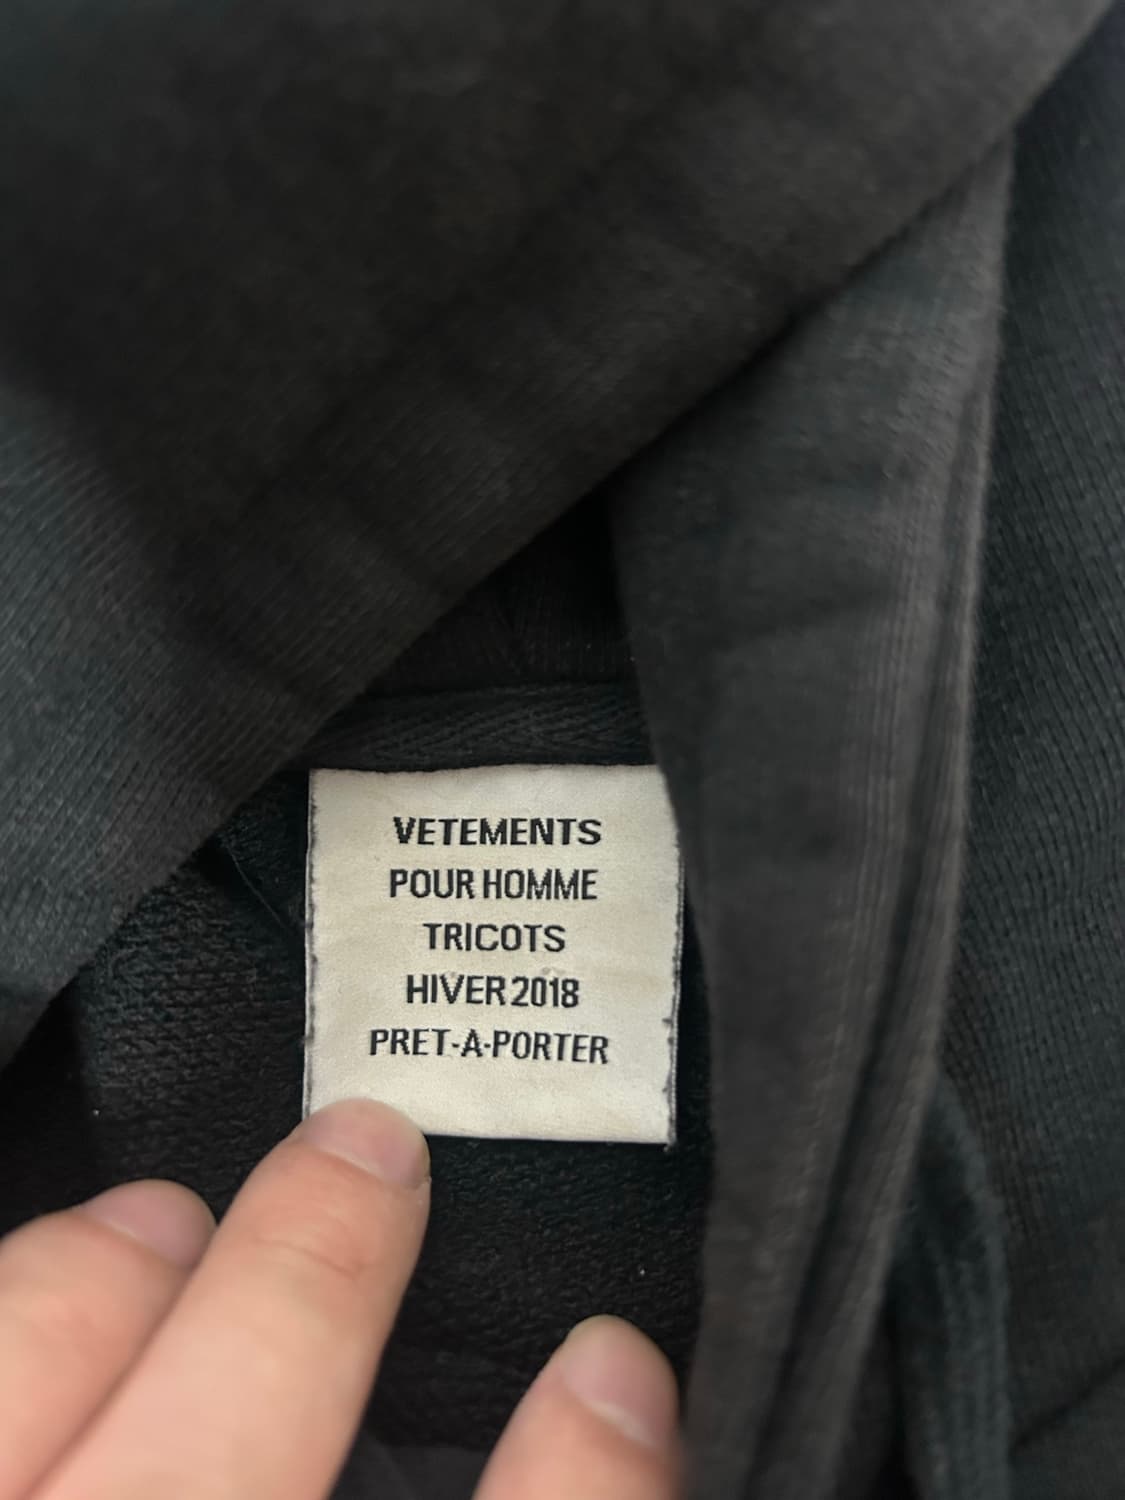 VETEMENTS
POUR HOMME
TRICOTS
HIVER 2018
PRET-A-PORTER